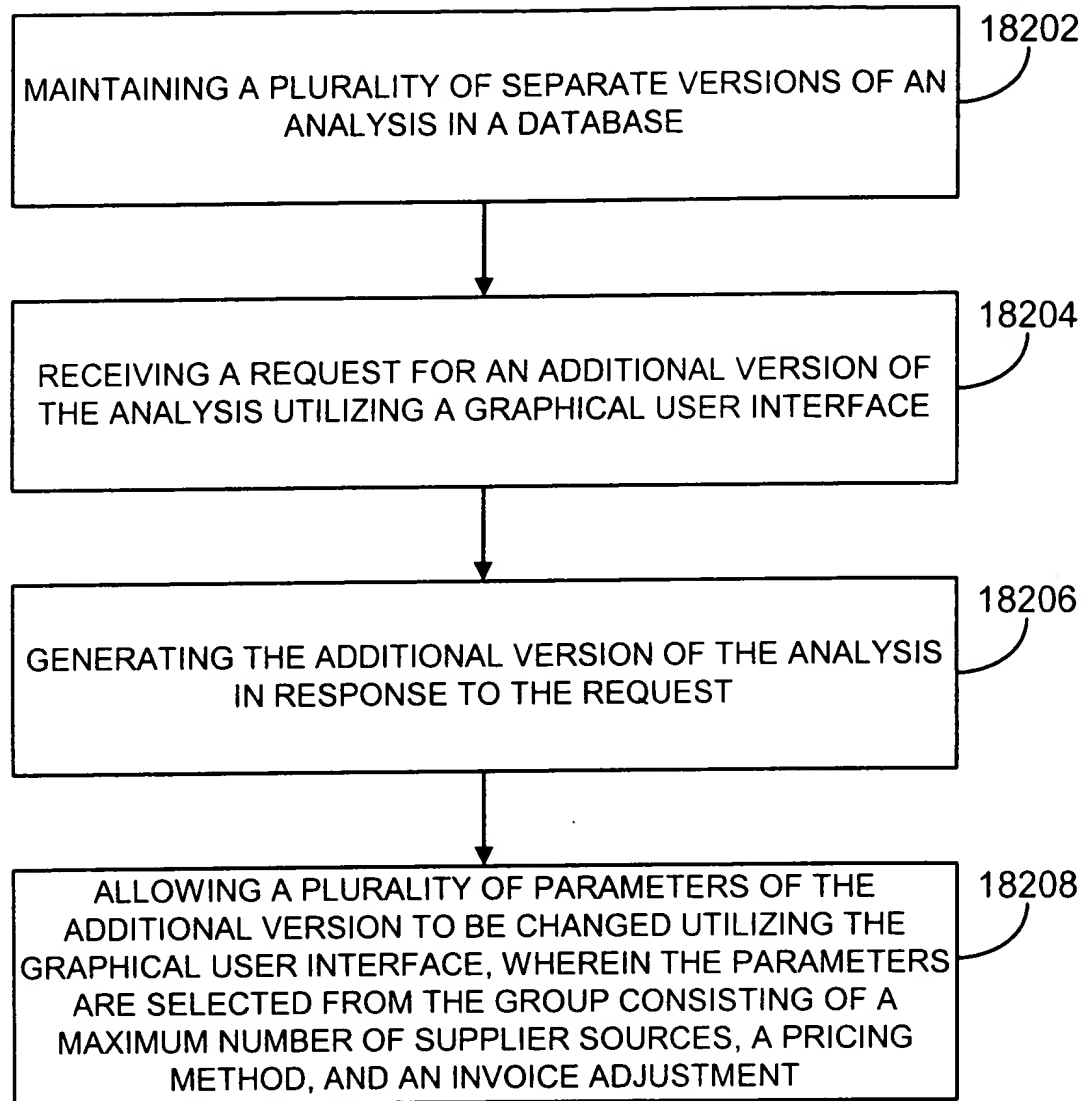 18202
MAINTAINING A PLURALITY OF SEPARATE VERSIONS OF AN
ANALYSIS IN A DATABASE
18204
RECEIVING A REQUEST FOR AN ADDITIONAL VERSION OF
THE ANALYSIS UTILIZING A GRAPHICAL USER INTERFACE
18206
GENERATING THE ADDITIONAL VERSION OF THE ANALYSIS
IN RESPONSE TO THE REQUEST
18208
ALLOWING A PLURALITY OF PARAMETERS OF THE
ADDITIONAL VERSION TO BE CHANGED UTILIZING THE
GRAPHICAL USER INTERFACE, WHEREIN THE PARAMETERS
ARE SELECTED FROM THE GROUP CONSISTING OF A
MAXIMUM NUMBER OF SUPPLIER SOURCES, A PRICING
METHOD, AND AN INVOICE ADJUSTMENT